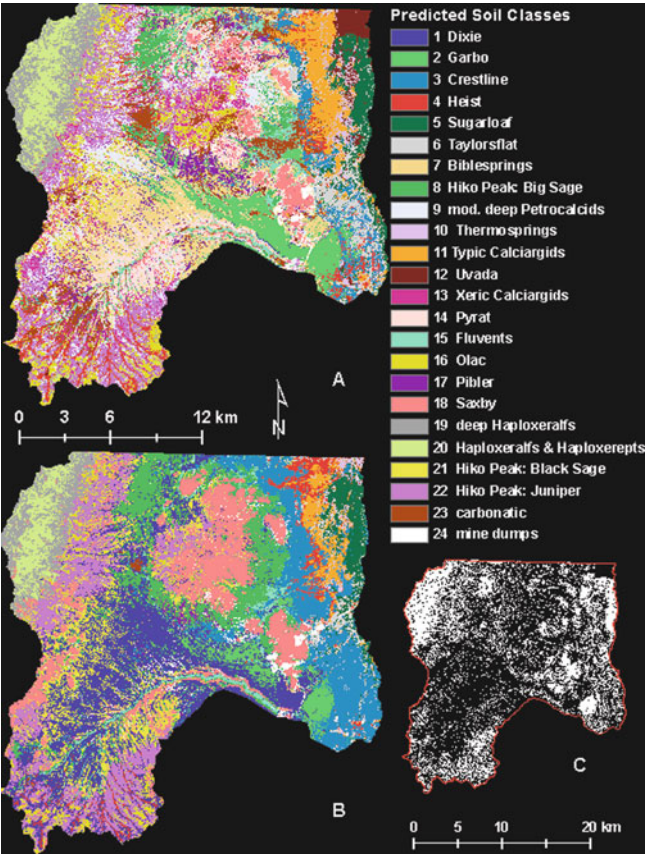 Predicted Soil Classes
1 Dixie
2 Garbo
3 Crestline
4 Heist
5 Sugarloaf
6 Taylorsflat
7 Biblesprings
8 Hiko Peak: Big Sage
9 mod. deep Petrocalcids
10 Thermosprings
11 Typic Calciargids
12 Uvada
13 Xeric Calciargids
14 Pyrat
15 Fluvents
16 Olac
17 Pibler
18 Saxby
19 deep Haploxeralfs
20 Haploxeralfs & Haploxerepts
21 Hiko Peak: Black Sage
22 Hiko Peak: Juniper
23 carbonatic
24 mine dumps
A
0 3 6 12 km
N
B
C
0 5 10 20 km